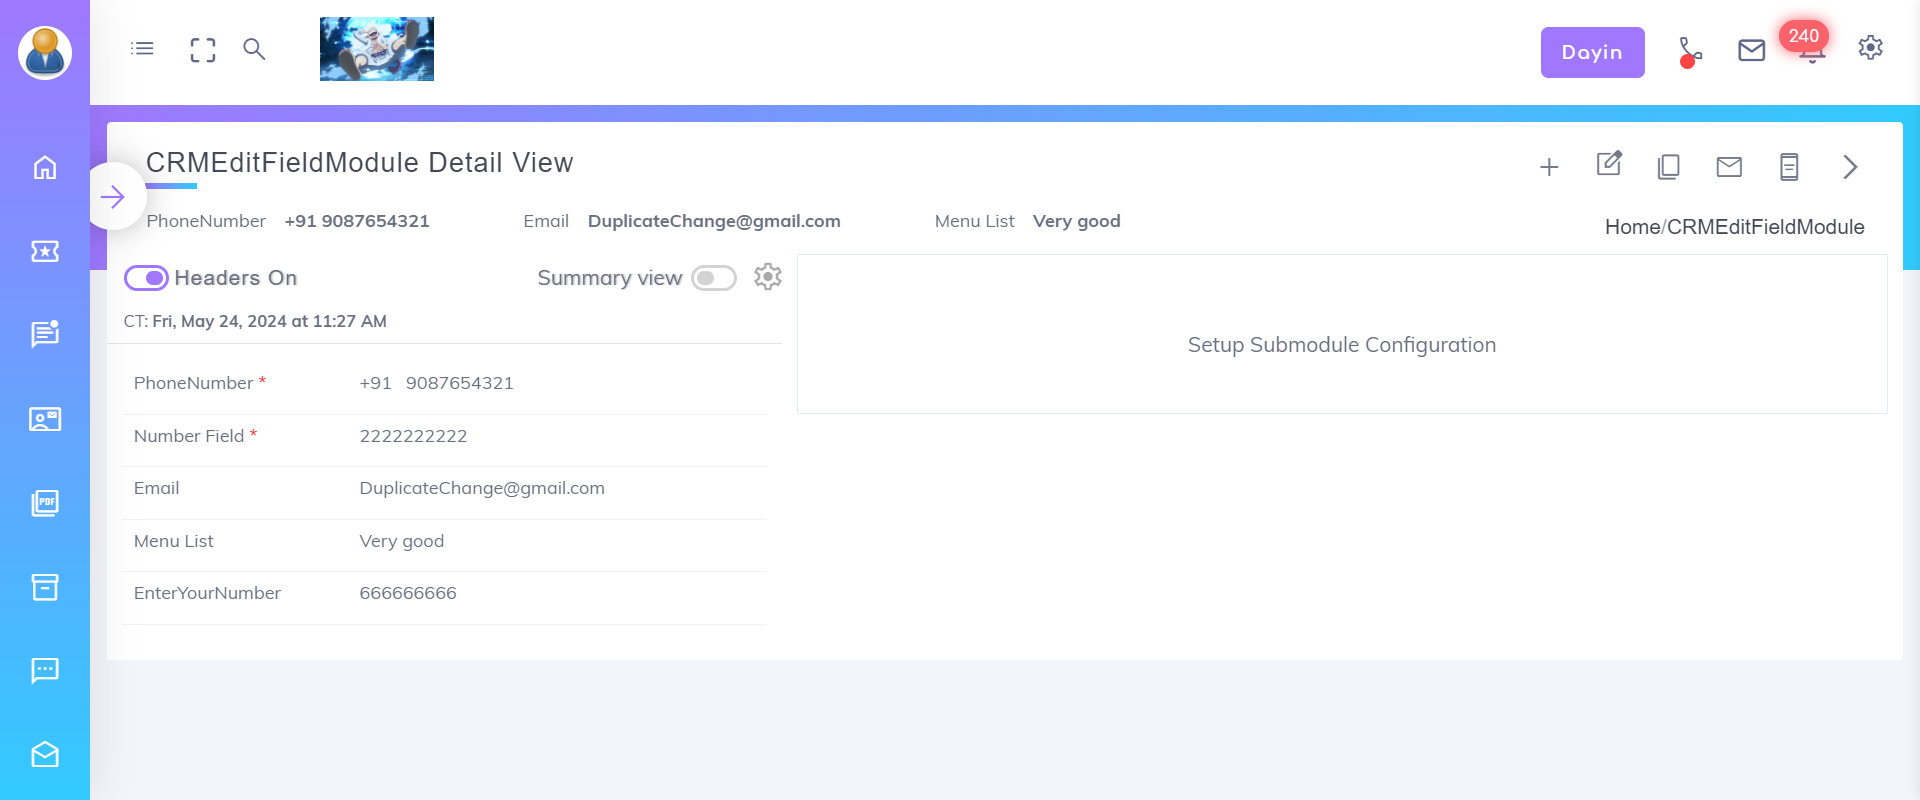 Dayin
240
CRMEditFieldModule Detail View
PhoneNumber +91 9087654321 Email DuplicateChange@gmail.com Menu List Very good
Home/CRMEditFieldModule
Headers On Summary view
CT: Fri, May 24, 2024 at 11:27 AM
Setup Submodule Configuration
PhoneNumber * +91 9087654321
Number Field * 2222222222
Email DuplicateChange@gmail.com
Menu List Very good
EnterYourNumber 666666666
PDF